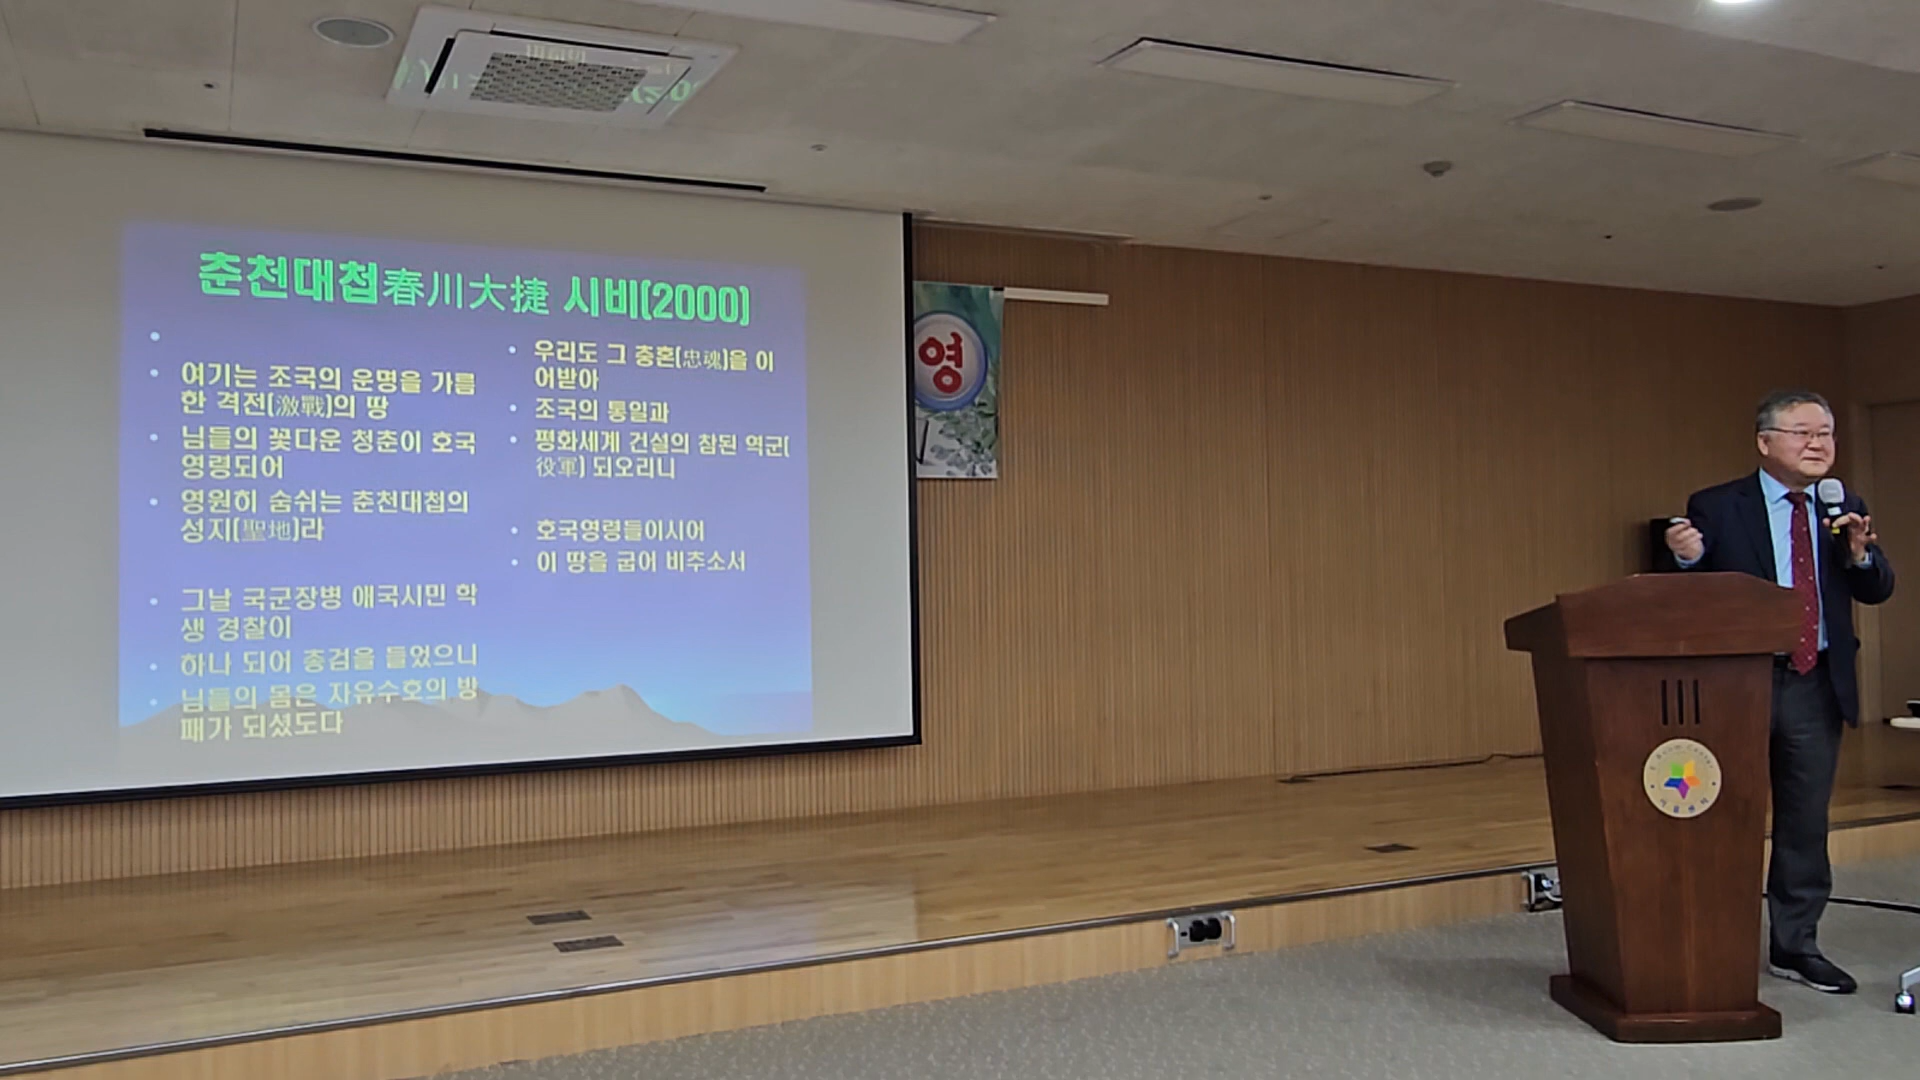 춘천대첩春川大捷 시비(2000)
여기는 조국의 운명을 가름
한 격전(激戰)의 땅
님들의 꽃다운 청춘이 호국
영령되어
영원히 숨쉬는 춘천대첩의
성지(聖地)라
그날 국군장병 애국시민 학
생 경찰이
하나 되어 총검을 들었으니
님들의 몸은 자유수호의 방
패가 되셨도다
우리도 그 충혼(忠魂)을 이
어받아
조국의 통일과
평화세계 건설의 참된 역군(
役軍) 되오리니
호국영령들이시어
이 땅을 굽어 비추소서
영